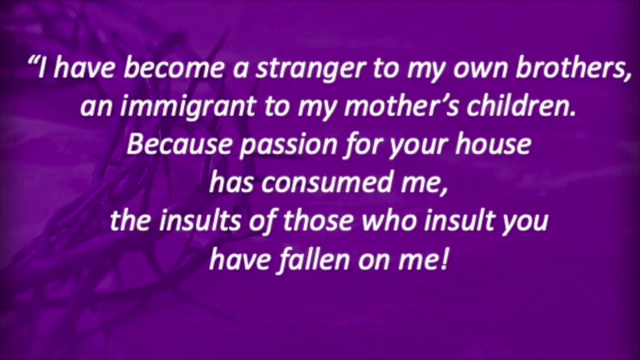 “I have become a stranger to my own brothers,
an immigrant to my mother’s children.
Because passion for your house
has consumed me,
the insults of those who insult you
have fallen on me!